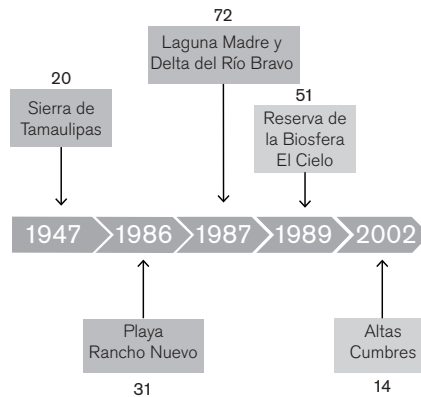 72
Laguna Madre y
Delta del Río Bravo
20
Sierra de
Tamaulipas
51
Reserva de
la Biosfera
El Cielo
1947 1986 1987 1989 2002
Playa
Rancho Nuevo
31
Altas
Cumbres
14